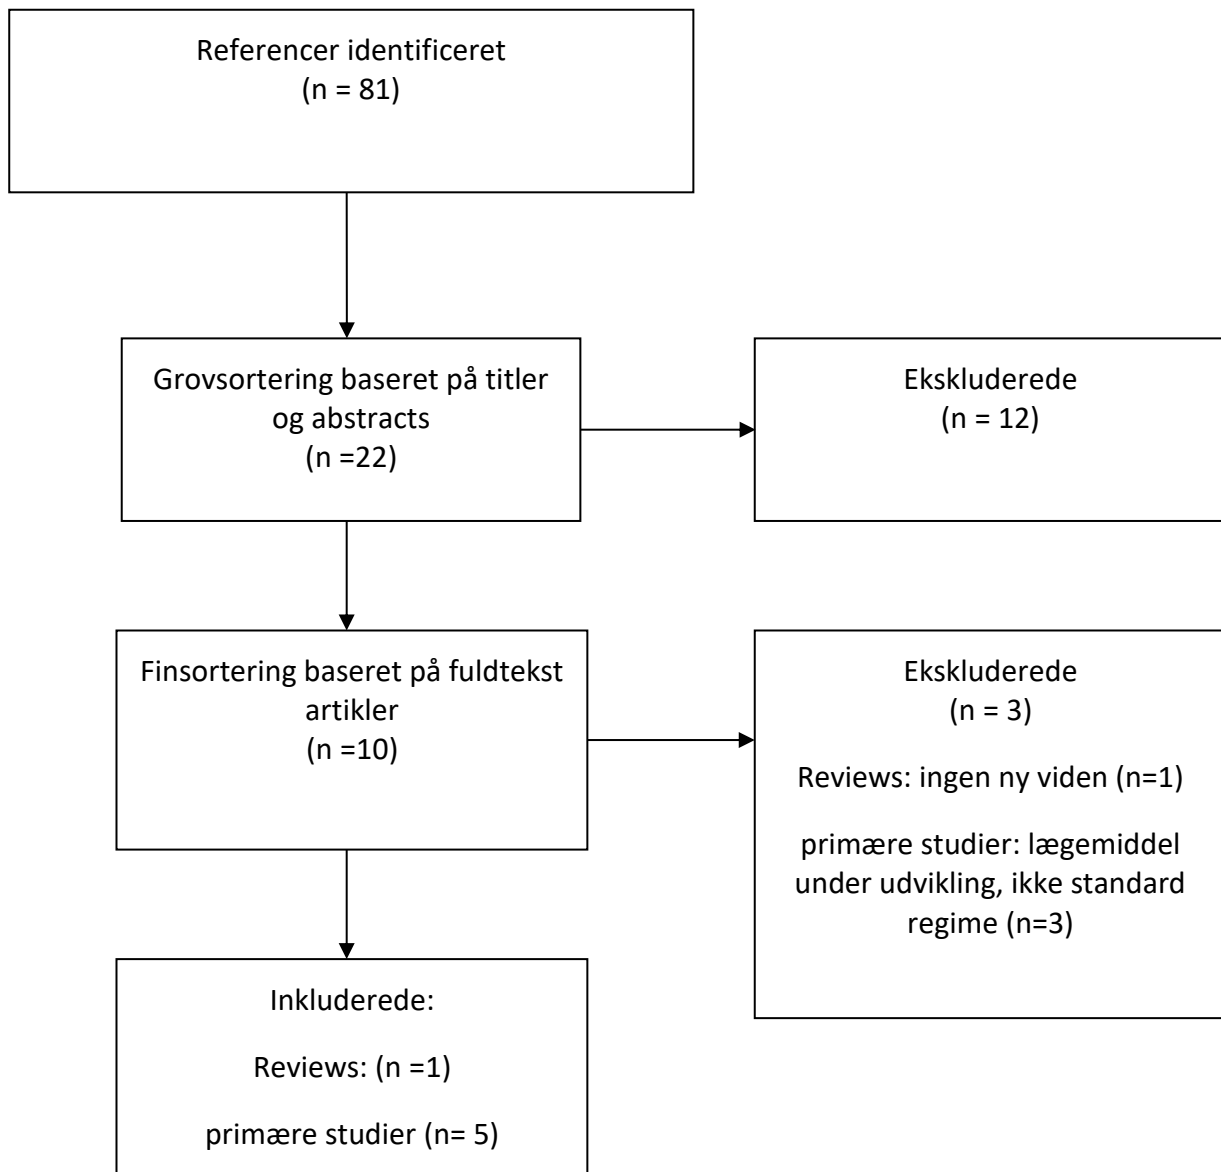 Referencer identificeret
(n = 81)
Grovsortering baseret på titler
og abstracts
(n =22)
Ekskluderede
(n = 12)
Finsortering baseret på fuldtekst
artikler
(n =10)
Ekskluderede
(n = 3)
Reviews: ingen ny viden (n=1)
primære studier: lægemiddel
under udvikling, ikke standard
regime (n=3)
Inkluderede:
Reviews: (n =1)
primære studier (n= 5)